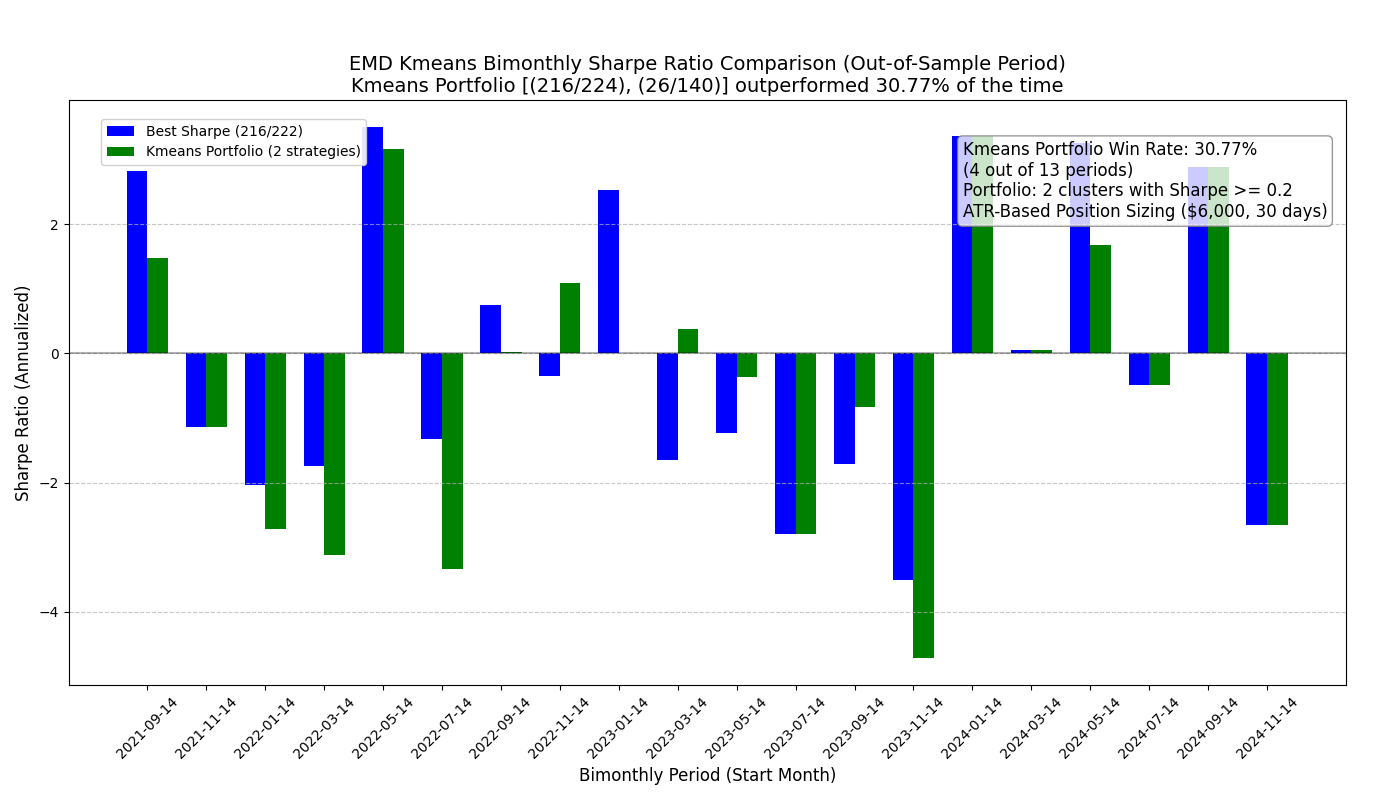 EMD Kmeans Bimonthly Sharpe Ratio Comparison (Out-of-Sample Period)
Kmeans Portfolio [(216/224), (26/140)] outperformed 30.77% of the time
Best Sharpe (216/222)
Kmeans Portfolio (2 strategies)
Kmeans Portfolio Win Rate: 30.77%
(4 out of 13 periods)
Portfolio: 2 clusters with Sharpe >= 0.2
ATR-Based Position Sizing ($6,000, 30 days)
Sharpe Ratio (Annualized)
2
0
−2
−4
2021-09-14
2021-11-14
2022-01-14
2022-03-14
2022-05-14
2022-07-14
2022-09-14
2022-11-14
2023-01-14
2023-03-14
2023-05-14
2023-07-14
2023-09-14
2023-11-14
2024-01-14
2024-03-14
2024-05-14
2024-07-14
2024-09-14
2024-11-14
Bimonthly Period (Start Month)